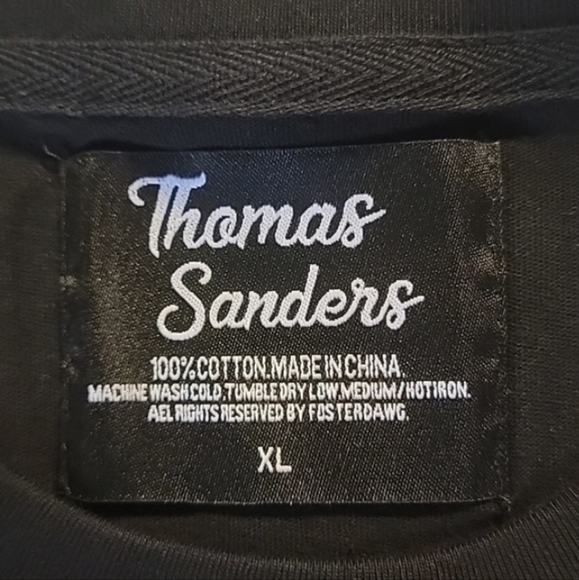 Thomas
Sanders
100%COTTON.MADE IN CHINA.
MACHINE WASH COLD,TUMBLE DRY LOW,MEDIUM/HOT IRON.
AEL RIGHTS RESERVED BY FOSTERDAWG.
XL